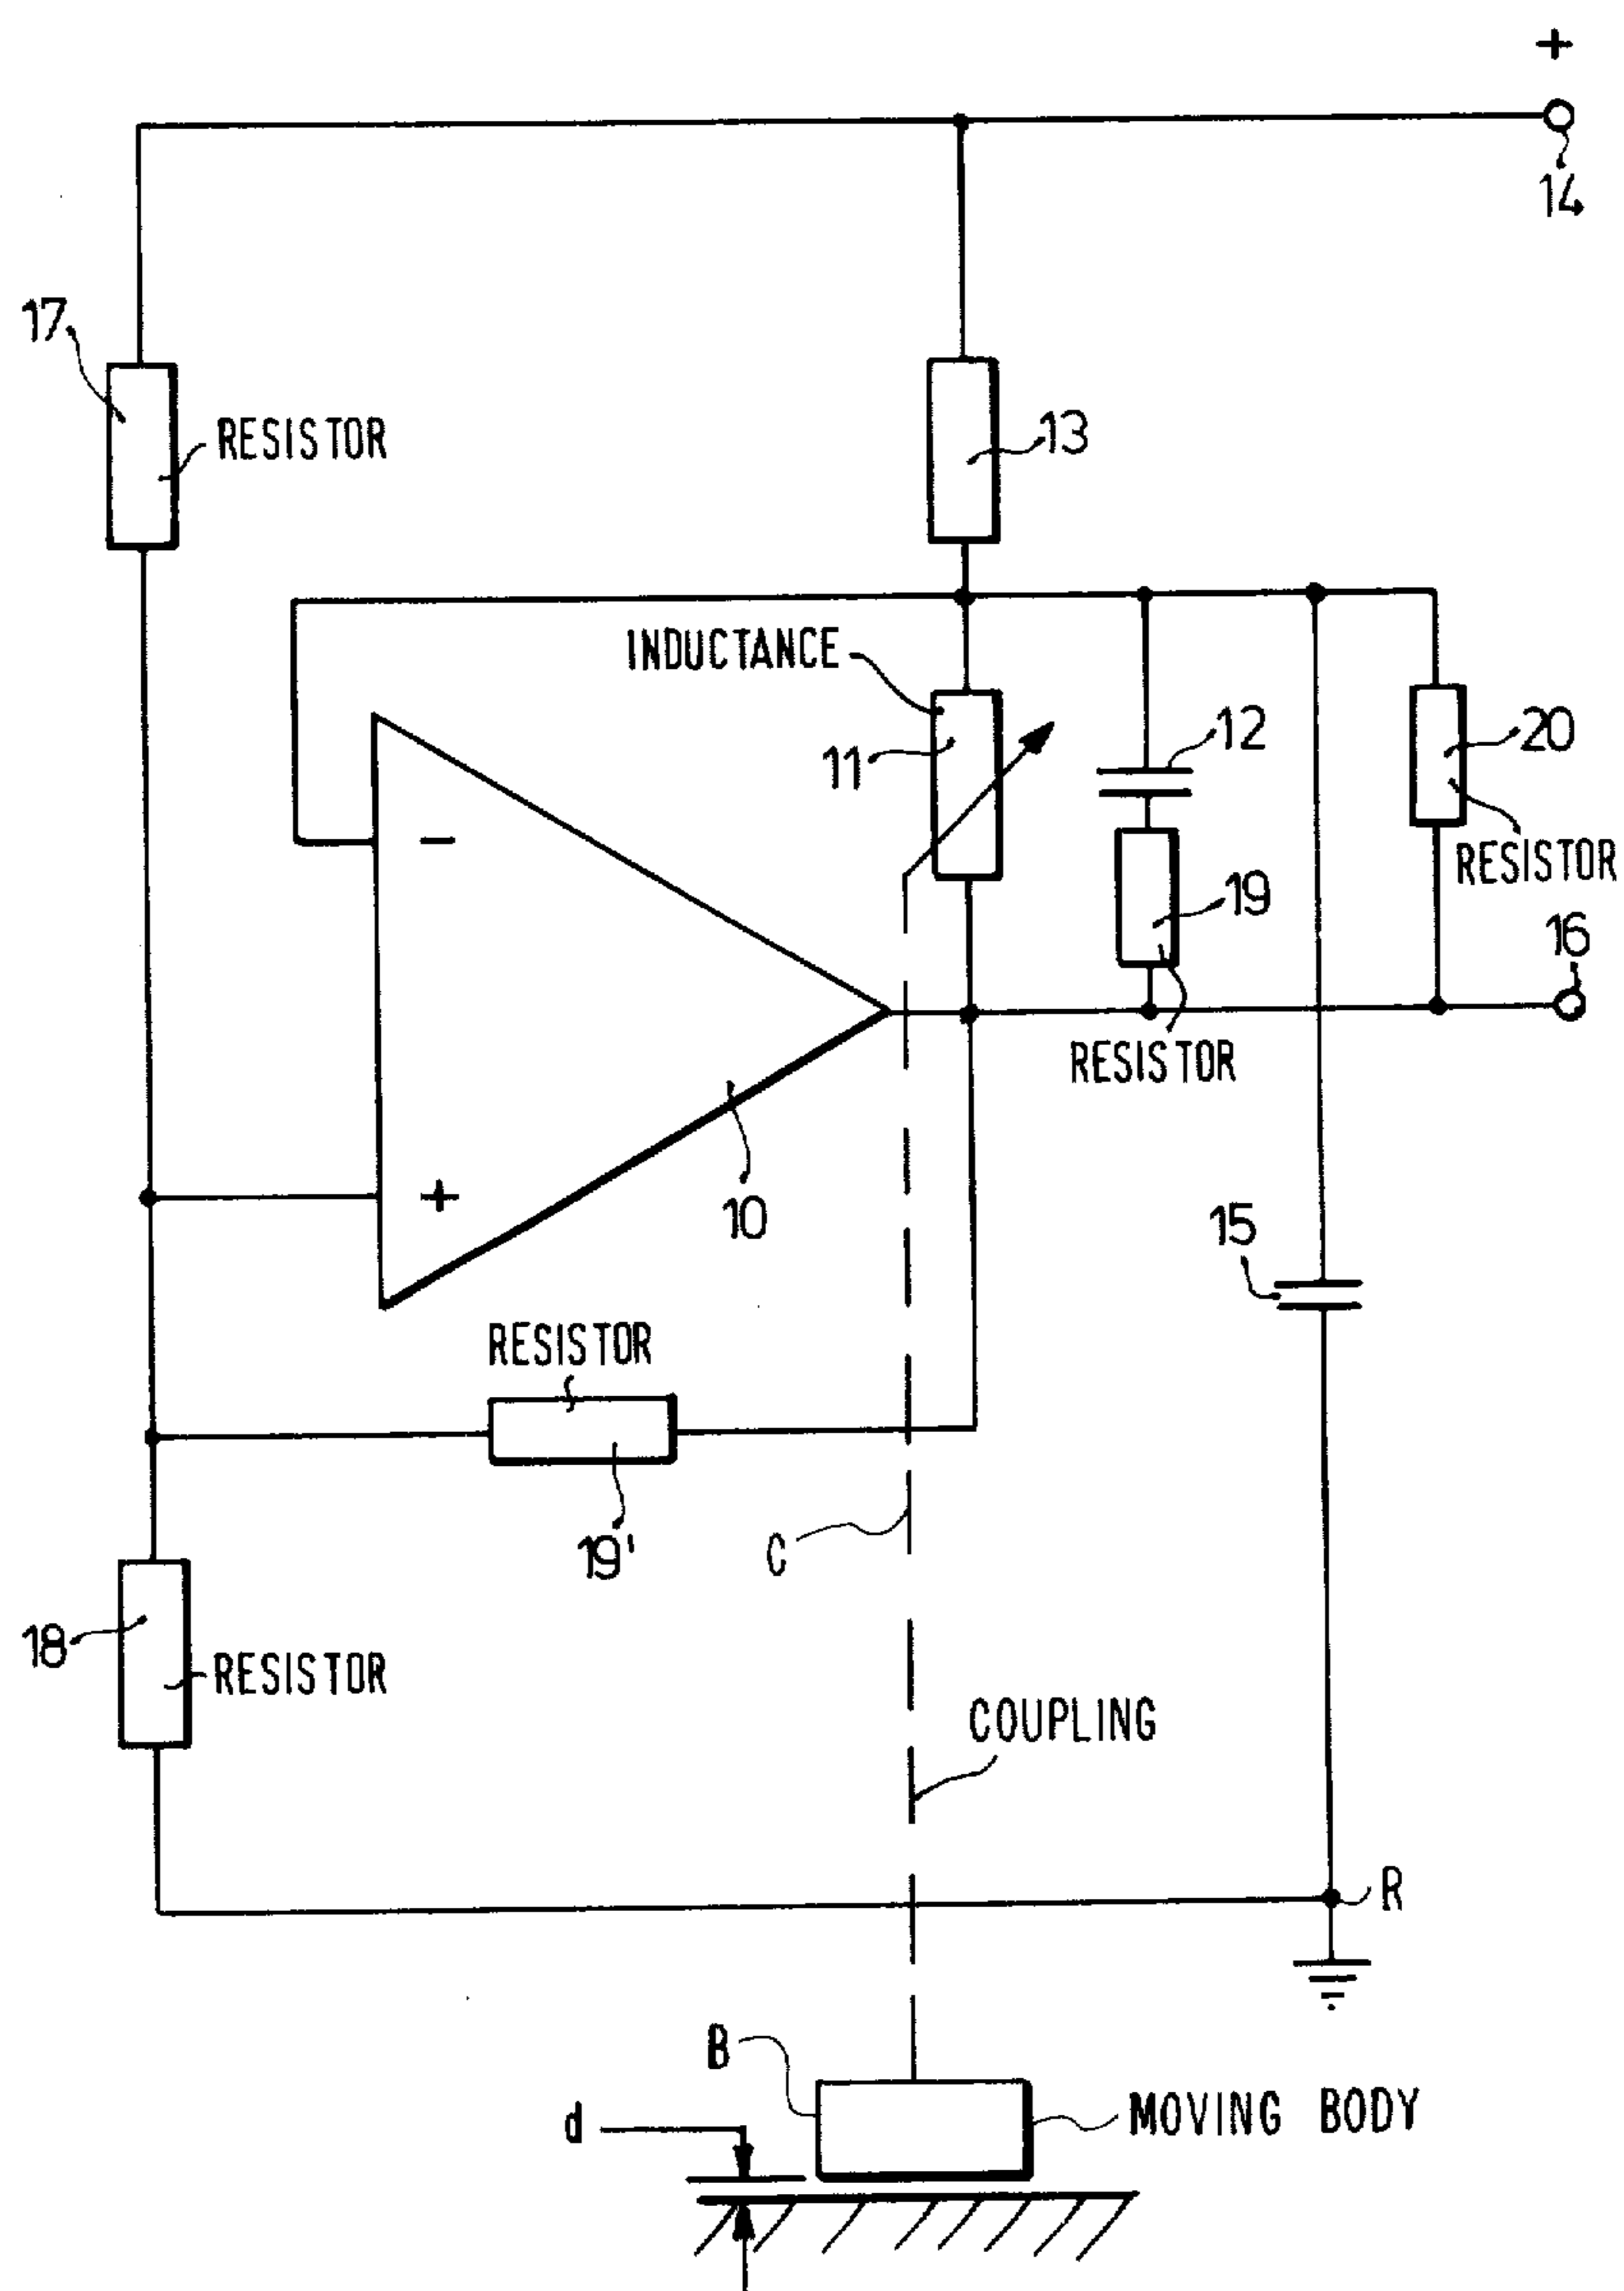 +
14
17
RESISTOR
13
INDUCTANCE
11
12
20
RESISTOR
19
16
RESISTOR
−
+
10
15
RESISTOR
19'
C
18
RESISTOR
COUPLING
R
B
d
MOVING BODY